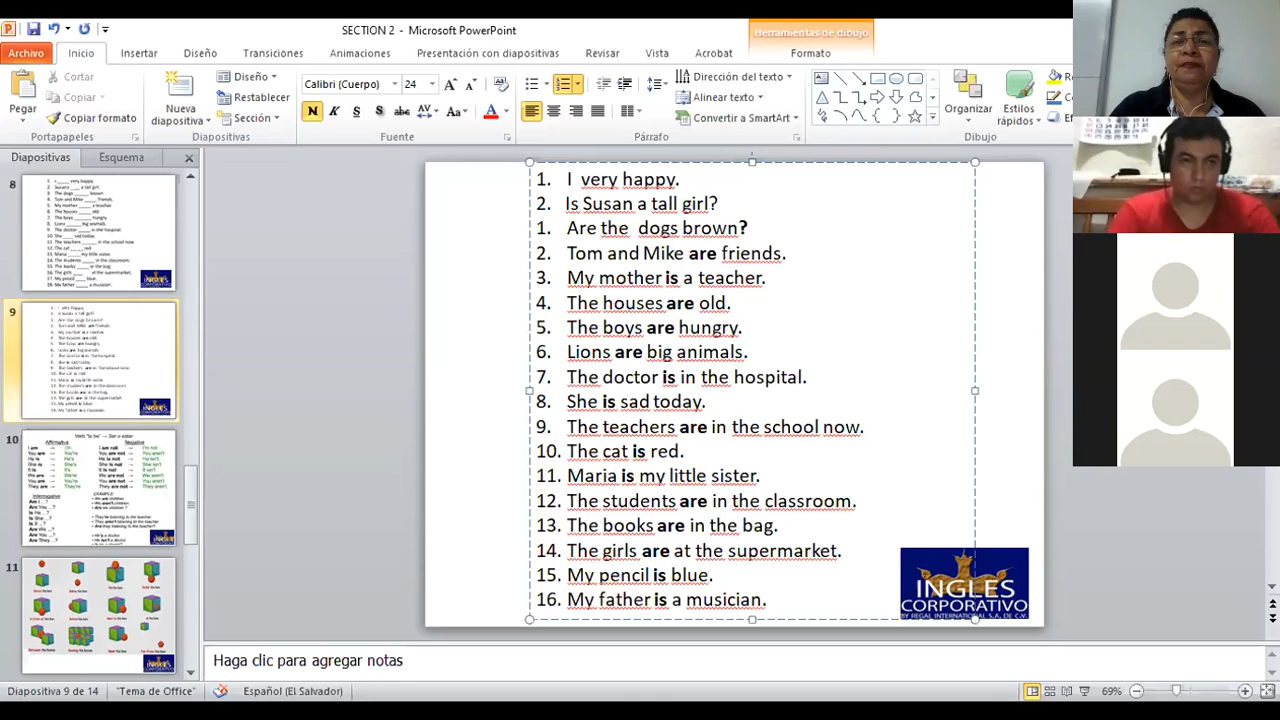 SECTION 2 - Microsoft PowerPoint
Herramientas de dibujo
Archivo
Inicio
Insertar
Diseño
Transiciones
Animaciones
Presentación con diapositivas
Revisar
Vista
Acrobat
Formato
Pegar
Cortar
Copiar
Copiar formato
Portapapeles
Nueva
diapositiva
Diseño
Restablecer
Sección
Diapositivas
Calibri (Cuerpo)
24
N K S S abc AV Aa A
Fuente
Dirección del texto
Alinear texto
Convertir a SmartArt
Párrafo
Organizar
Estilos
rápidos
Dibujo
Diapositivas
Esquema
8
9
10
11
1. I very happy.
2. Is Susan a tall girl?
1. Are the dogs brown?
2. Tom and Mike are friends.
3. My mother is a teacher.
4. The houses are old.
5. The boys are hungry.
6. Lions are big animals.
7. The doctor is in the hospital.
8. She is sad today.
9. The teachers are in the school now.
10. The cat is red.
11. Maria is my little sister.
12. The students are in the classroom.
13. The books are in the bag.
14. The girls are at the supermarket.
15. My pencil is blue.
16. My father is a musician.
INGLES
CORPORATIVO
BY REGAL INTERNATIONAL S.A. DE C.V.
Haga clic para agregar notas
Diapositiva 9 de 14
"Tema de Office"
Español (El Salvador)
69%